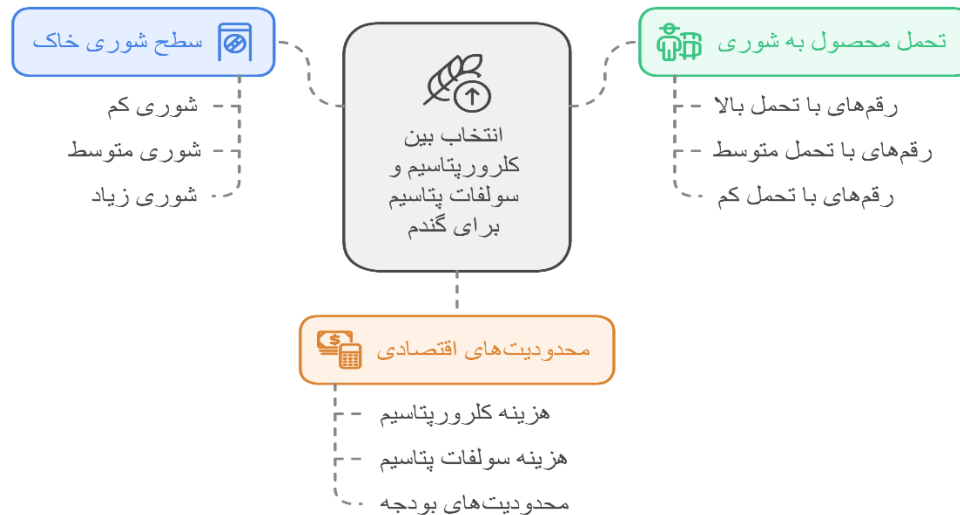 تحمل محصول به شوری
رقم‌های با تحمل بالا
رقم‌های با تحمل متوسط
رقم‌های با تحمل کم
انتخاب بین
کلرورپتاسیم و
سولفات پتاسیم
برای گندم
سطح شوری خاک
شوری کم
شوری متوسط
شوری زیاد
محدودیت‌های اقتصادی
هزینه کلرورپتاسیم
هزینه سولفات پتاسیم
محدودیت‌های بودجه